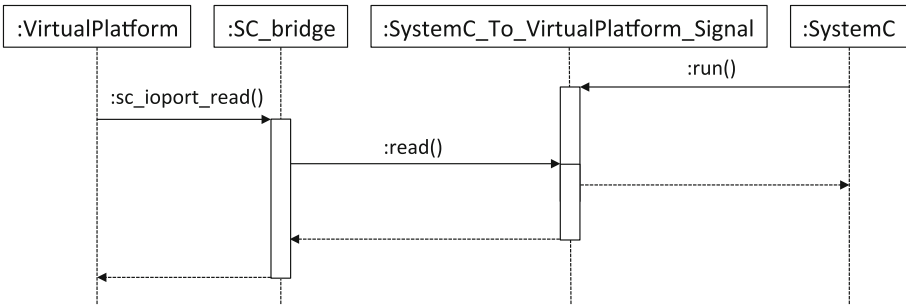 :VirtualPlatform
:SC_bridge
:SystemC_To_VirtualPlatform_Signal
:SystemC
:run()
:sc_ioport_read()
:read()